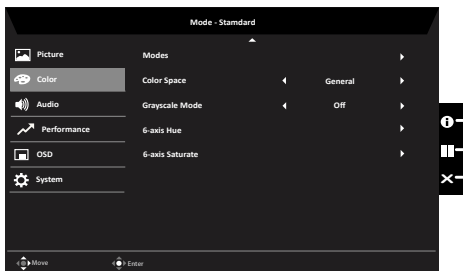 Mode - Standard
Picture
Modes
Color
Color Space General
Audio
Grayscale Mode Off
Performance
6-axis Hue
OSD
6-axis Saturate
System
Move Enter